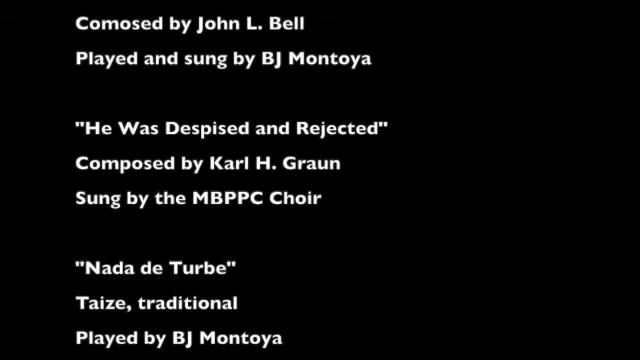 Comosed by John L. Bell
Played and sung by BJ Montoya
"He Was Despised and Rejected"
Composed by Karl H. Graun
Sung by the MBPPC Choir
"Nada de Turbe"
Taize, traditional
Played by BJ Montoya